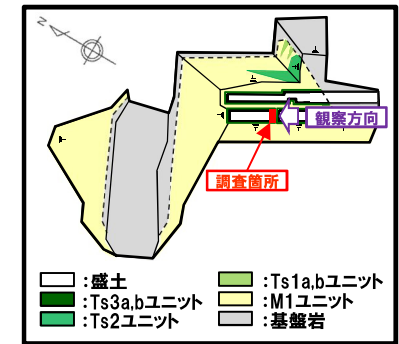 N
観察方向
調査箇所
:盛土
:Ts3a,bユニット
:Ts2ユニット
:Ts1a,bユニット
:M1ユニット
:基盤岩